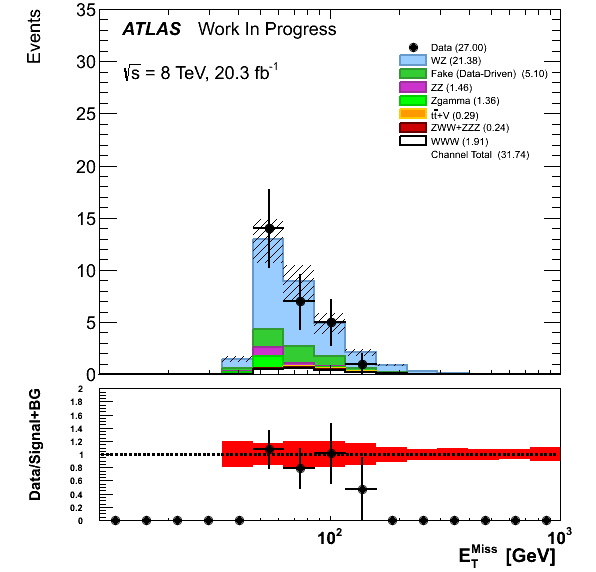 Events
35
30
25
20
15
10
5
0
ATLAS Work In Progress
√s = 8 TeV, 20.3 fb⁻¹
Data (27.00)
WZ (21.38)
Fake (Data-Driven) (5.10)
ZZ (1.46)
Zgamma (1.36)
tt̄+V (0.29)
ZWW+ZZZ (0.24)
WWW (1.91)
Channel Total (31.74)
Data/Signal+BG
2
1.8
1.6
1.4
1.2
1
0.8
0.6
0.4
0.2
0
10² 10³
E_T^Miss [GeV]